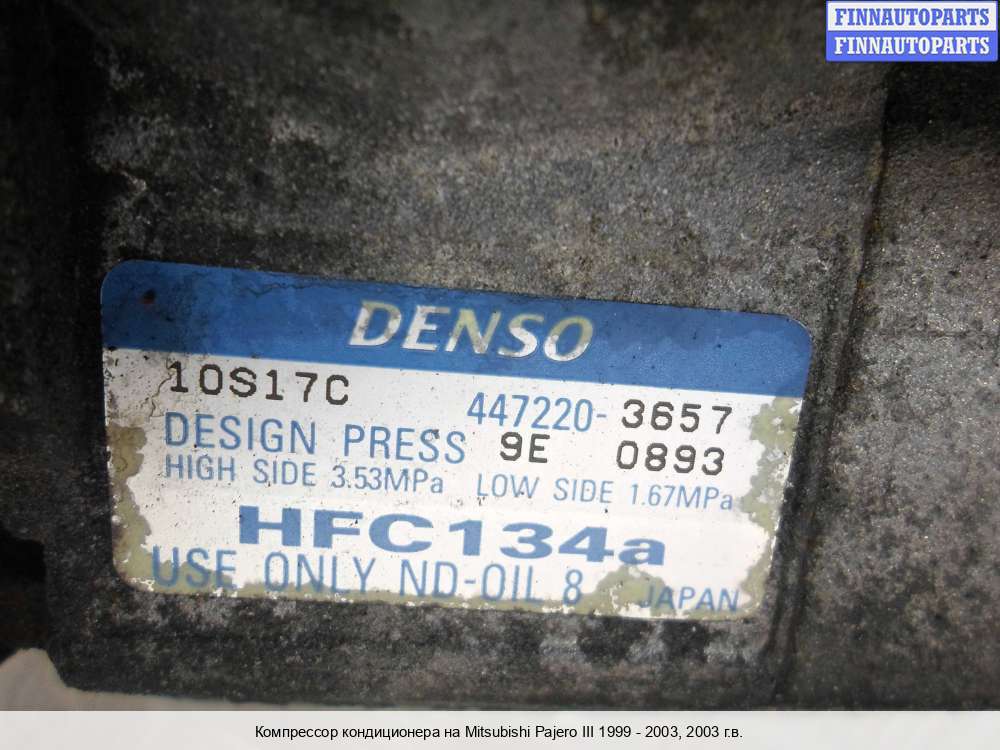 FINNAUTOPARTS
FINNAUTOPARTS
DENSO
10S17C 447220-3657
DESIGN PRESS 9E 0893
HIGH SIDE 3.53MPa LOW SIDE 1.67MPa
HFC134a
USE ONLY ND-OIL 8 JAPAN
Компрессор кондиционера на Mitsubishi Pajero III 1999 - 2003, 2003 г.в.